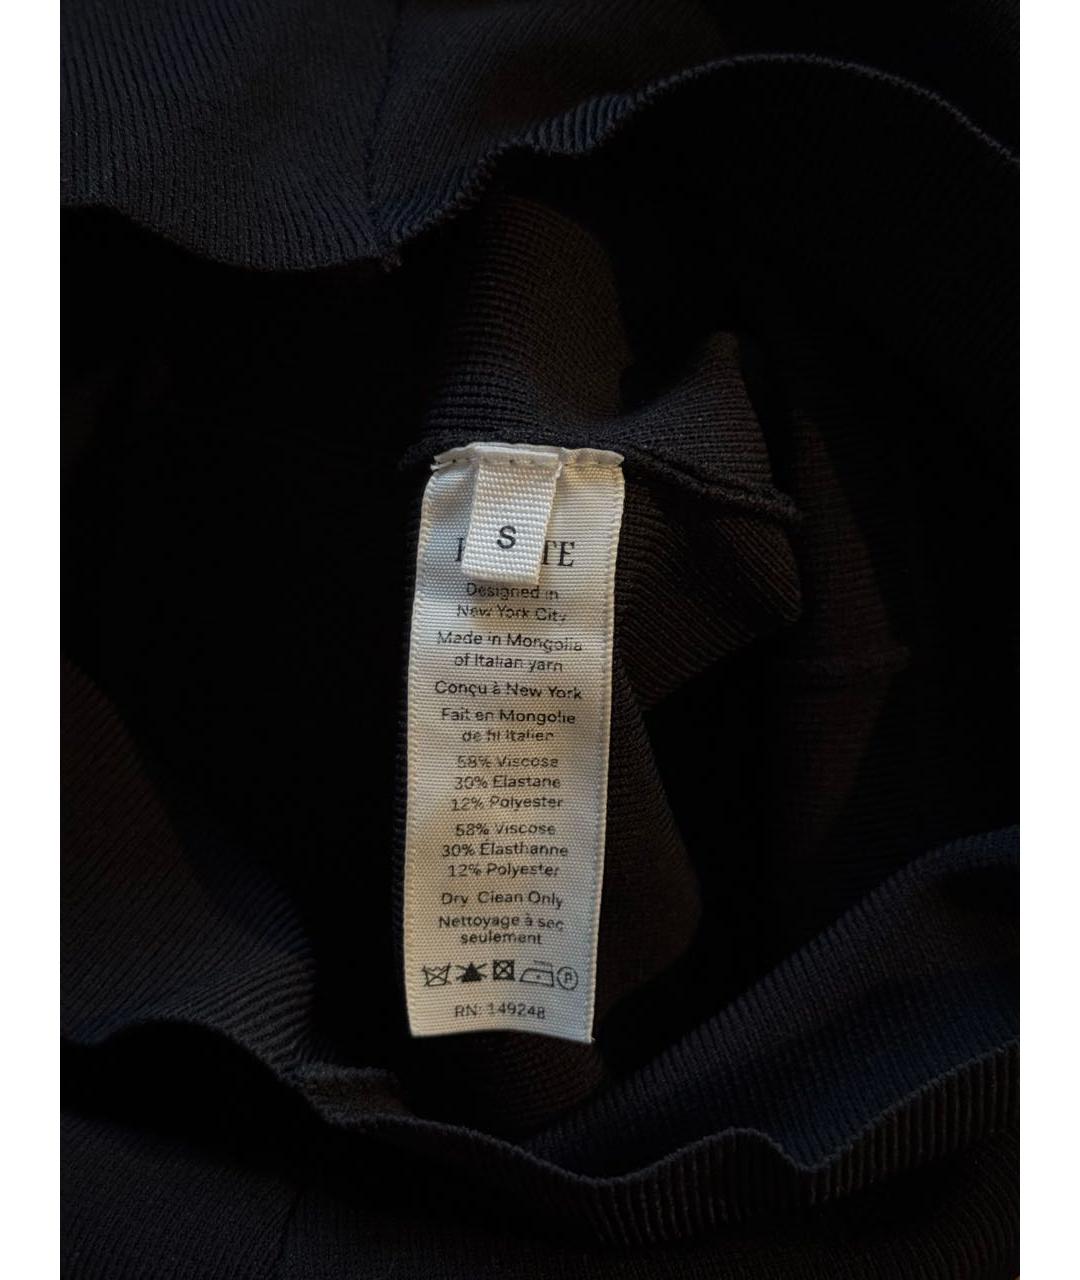 S
TE
Designed in
New York City
Made in Mongolia
of Italian yarn
Conçu à New York
Fait en Mongolie
de fil Italien
58% Viscose
30% Elastane
12% Polyester
58% Viscose
30% Élasthanne
12% Polyester
Dry Clean Only
Nettoyage à sec
seulement
P
RN: 149248